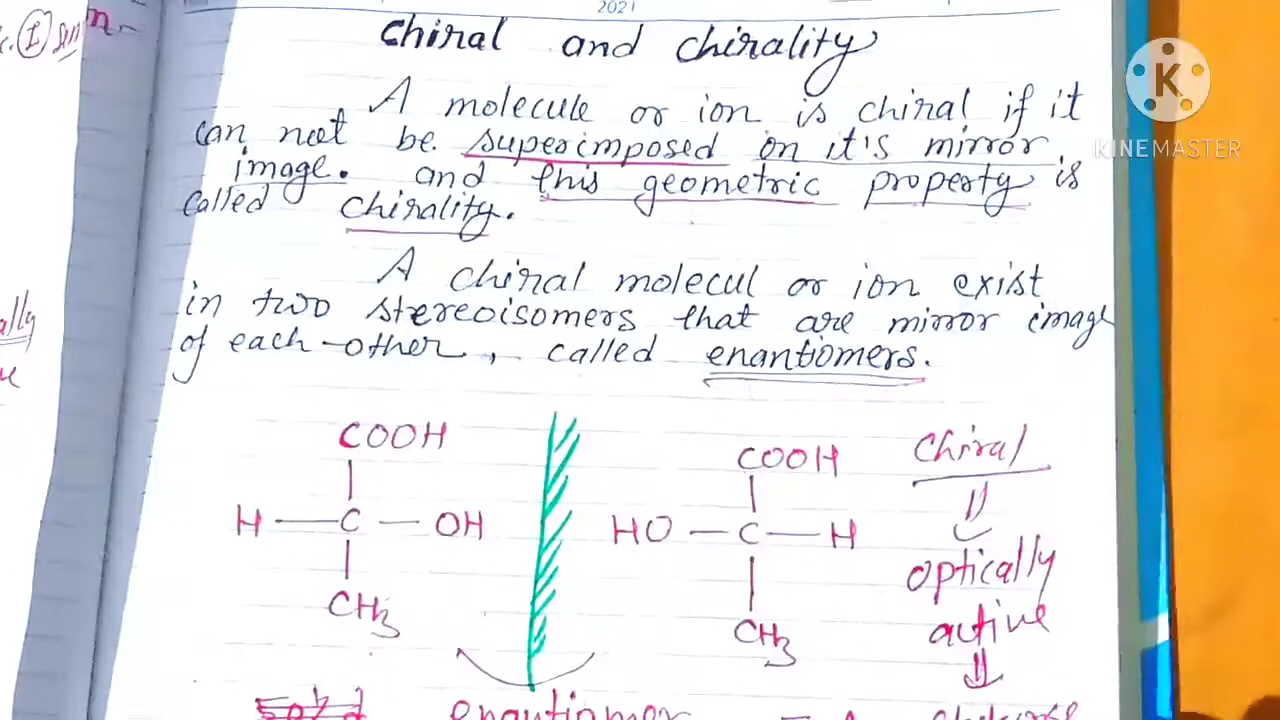 2021
chiral and chirality
A molecule or ion is chiral if it
can not be superimposed on it's mirror
image. and this geometric property is
called chirality.
A chiral molecul or ion exist
in two stereoisomers that are mirror image
of each-other, called enantiomers.
COOH
H — C — OH
CH3
COOH
HO — C — H
CH3
Chiral
⇓
optically
active
⇓
enantiomer
K
KINEMASTER